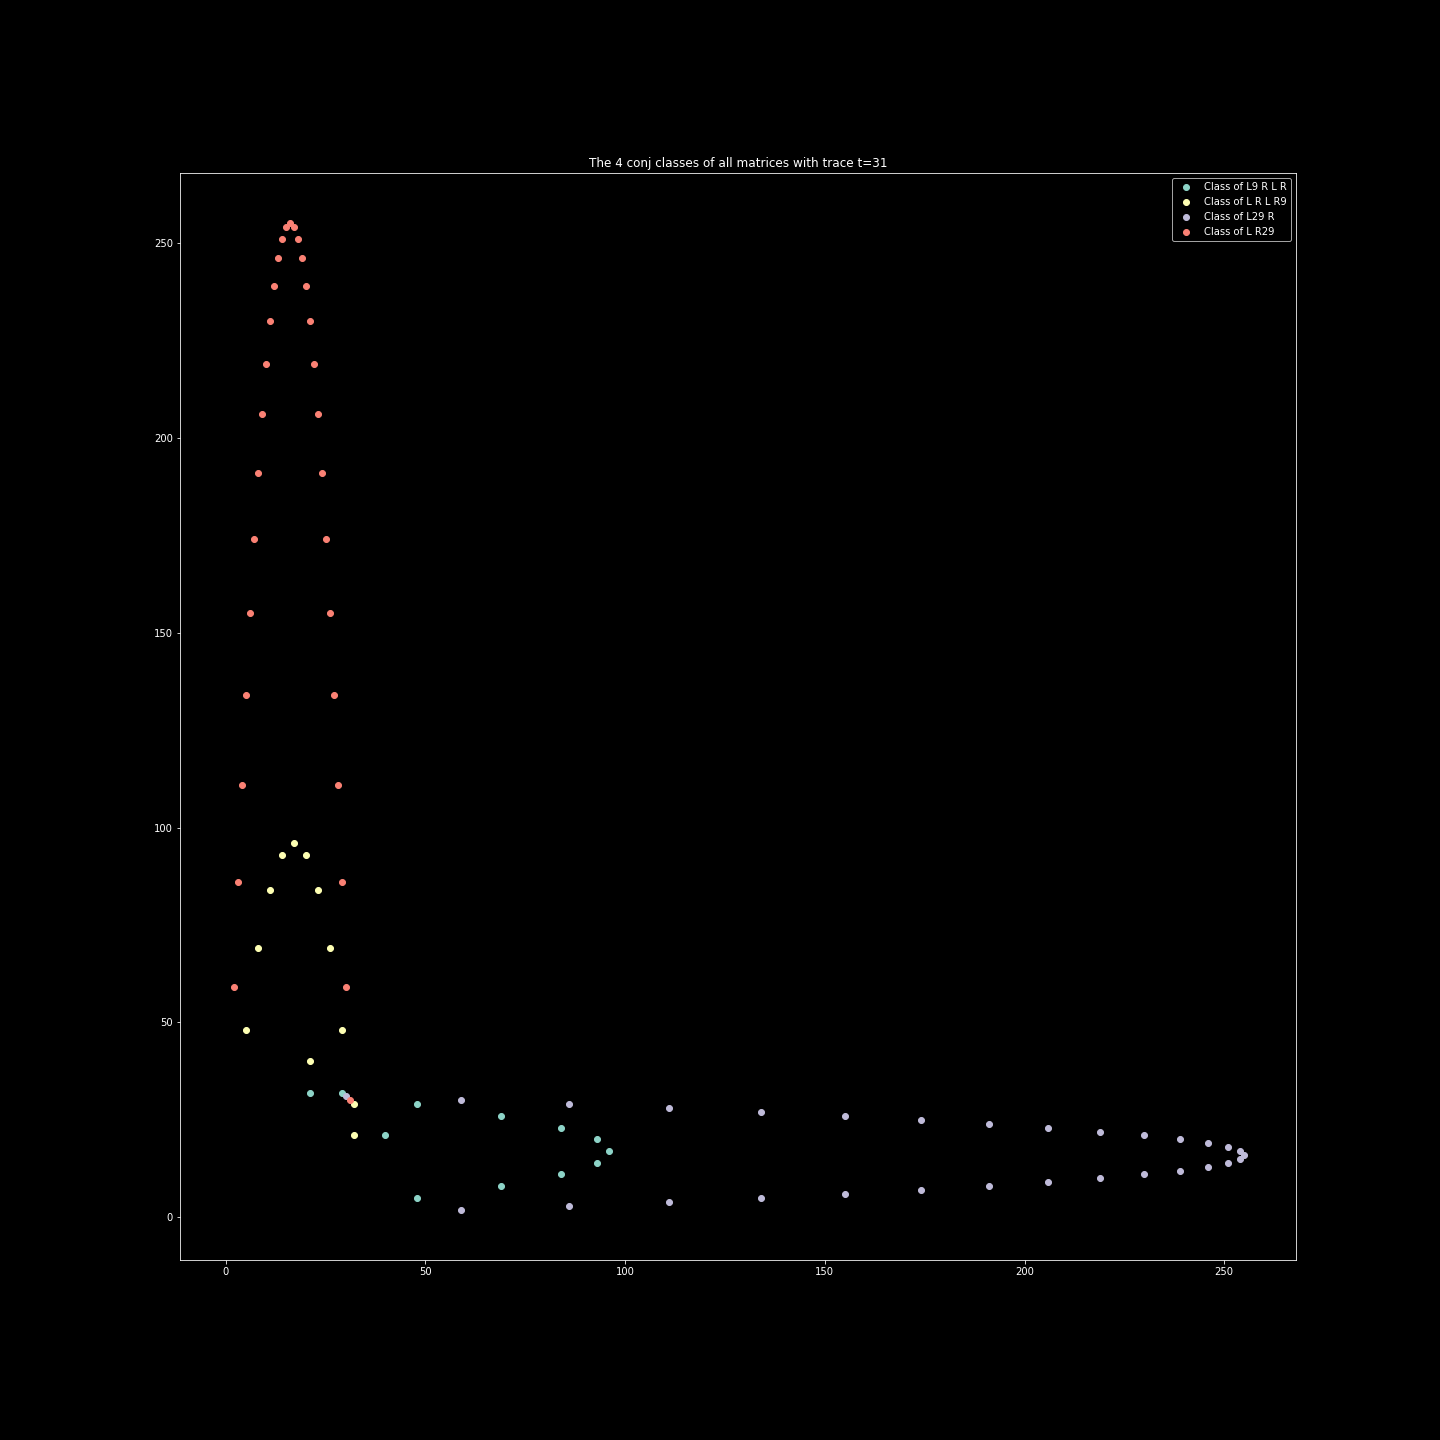 The 4 conj classes of all matrices with trace t=31
Class of L9 R L R
Class of L R L R9
Class of L29 R
Class of L R29
250
200
150
100
50
0
0 50 100 150 200 250